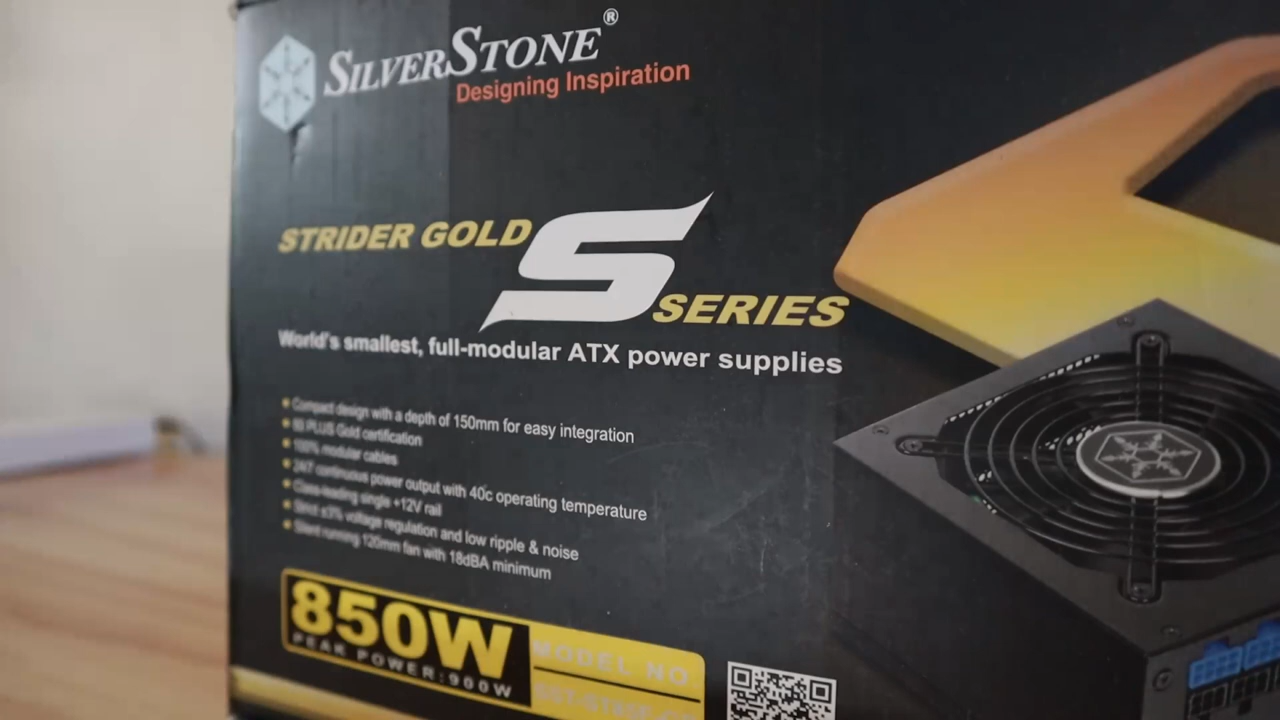 SILVERSTONE®
Designing Inspiration
STRIDER GOLD S SERIES
World's smallest, full-modular ATX power supplies
Compact design with a depth of 150mm for easy integration
80 PLUS Gold certification
100% modular cables
24/7 continuous power output with 40c operating temperature
Class-leading single +12V rail
Strict ±3% voltage regulation and low ripple & noise
Silent running 120mm fan with 18dBA minimum
850W
PEAK POWER:900W
MODEL NO.